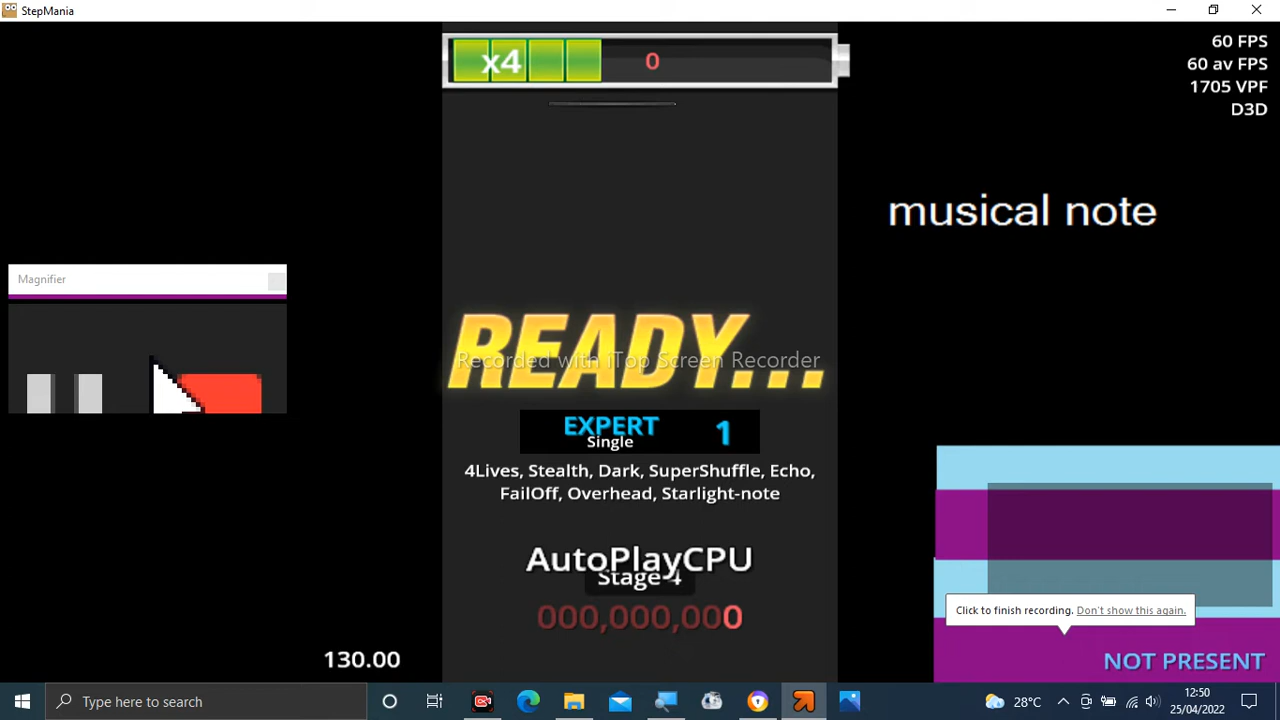 StepMania
x4
0
60 FPS
60 av FPS
1705 VPF
D3D
musical note
Magnifier
READY...
Recorded with iTop Screen Recorder
EXPERT 1
Single
4Lives, Stealth, Dark, SuperShuffle, Echo,
FailOff, Overhead, Starlight-note
AutoPlayCPU
Stage 4
000,000,000
Click to finish recording. Don't show this again.
130.00
NOT PRESENT
Type here to search
28°C
12:50
25/04/2022